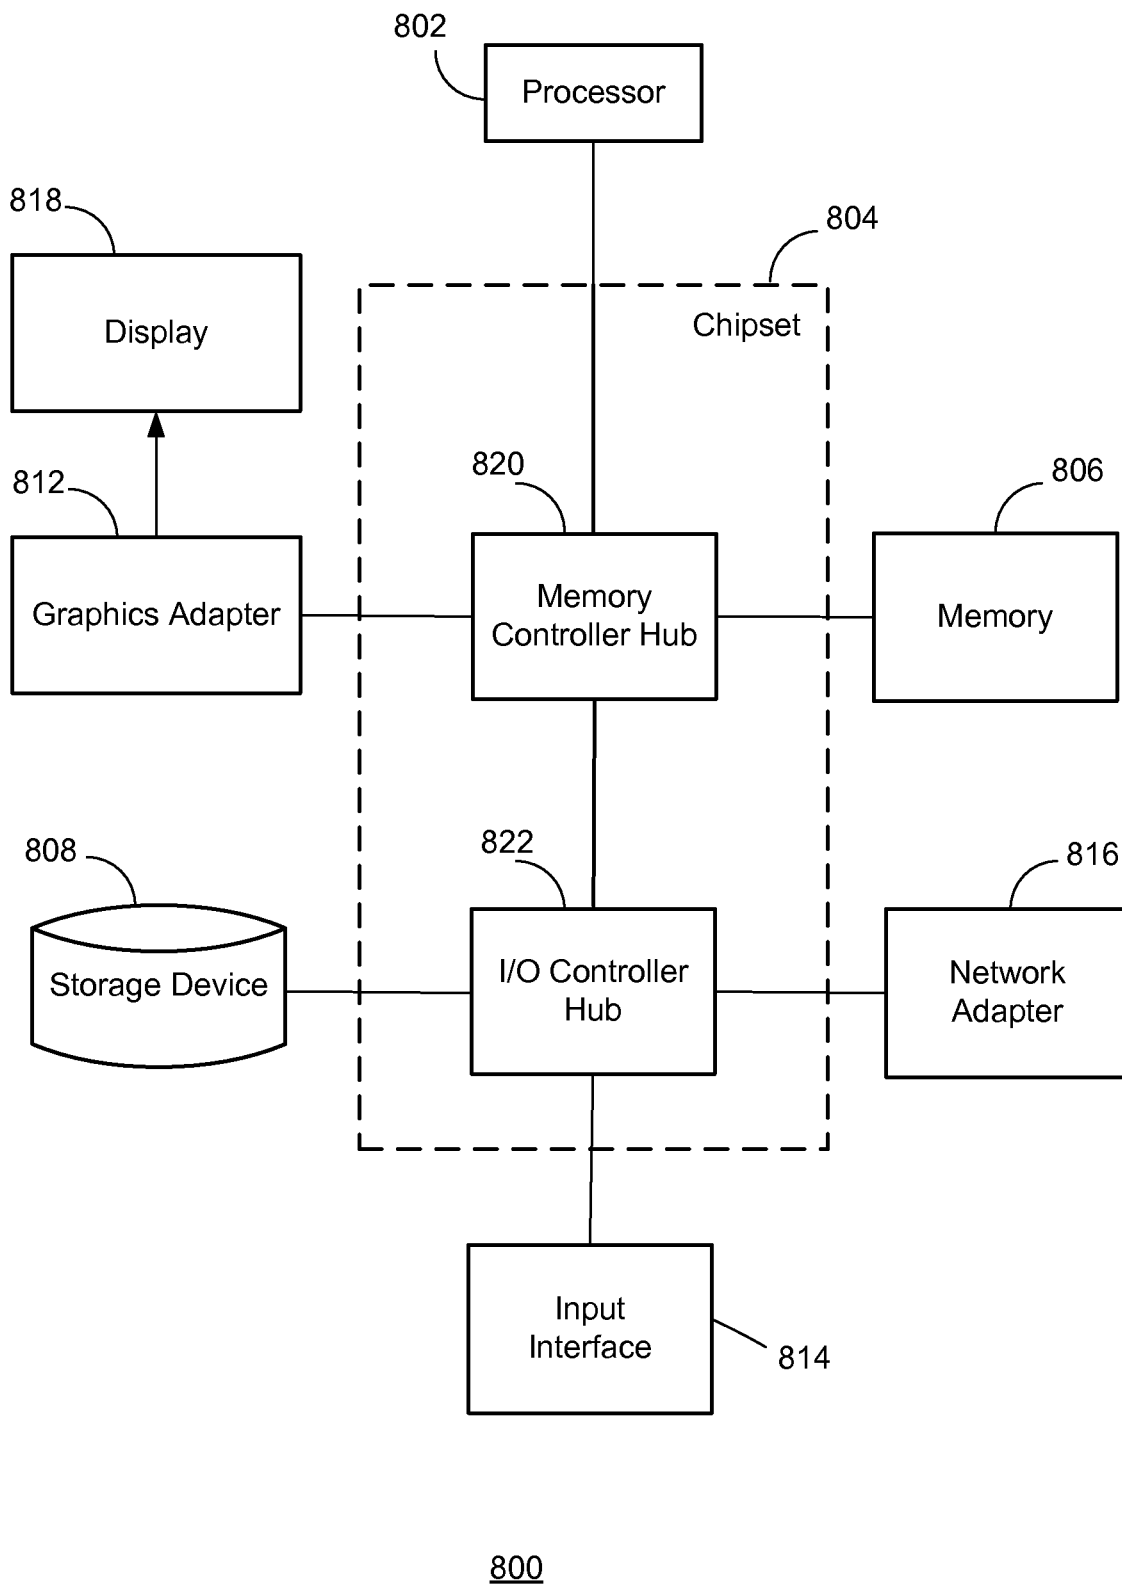 802
Processor
818
804
Display
Chipset
812
820
806
Graphics Adapter
Memory
Controller Hub
Memory
808
822
816
Storage Device
I/O Controller
Hub
Network
Adapter
Input
Interface
814
800